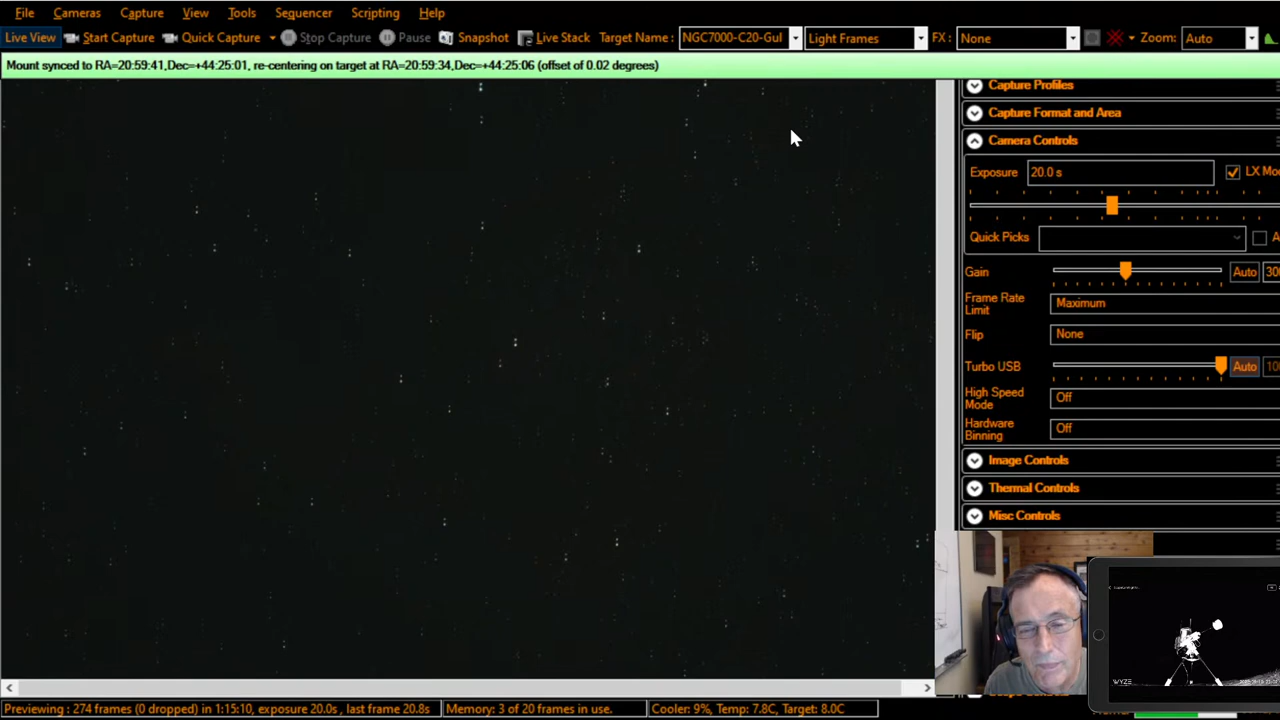 File Cameras Capture View Tools Sequencer Scripting Help
Live View Start Capture Quick Capture Stop Capture Pause Snapshot Live Stack Target Name : NGC7000-C20-Gul Light Frames FX : None Zoom: Auto
Mount synced to RA=20:59:41,Dec=+44:25:01, re-centering on target at RA=20:59:34,Dec=+44:25:06 (offset of 0.02 degrees)
Capture Profiles
Capture Format and Area
Camera Controls
Exposure 20.0 s LX Mo
Quick Picks A
Gain Auto 30
Frame Rate
Limit
Maximum
Flip None
Turbo USB Auto 10
High Speed
Mode
Off
Hardware
Binning
Off
Image Controls
Thermal Controls
Misc Controls
WYZE
Previewing : 274 frames (0 dropped) in 1:15:10, exposure 20.0s , last frame 20.8s Memory: 3 of 20 frames in use. Cooler: 9%, Temp: 7.8C, Target: 8.0C